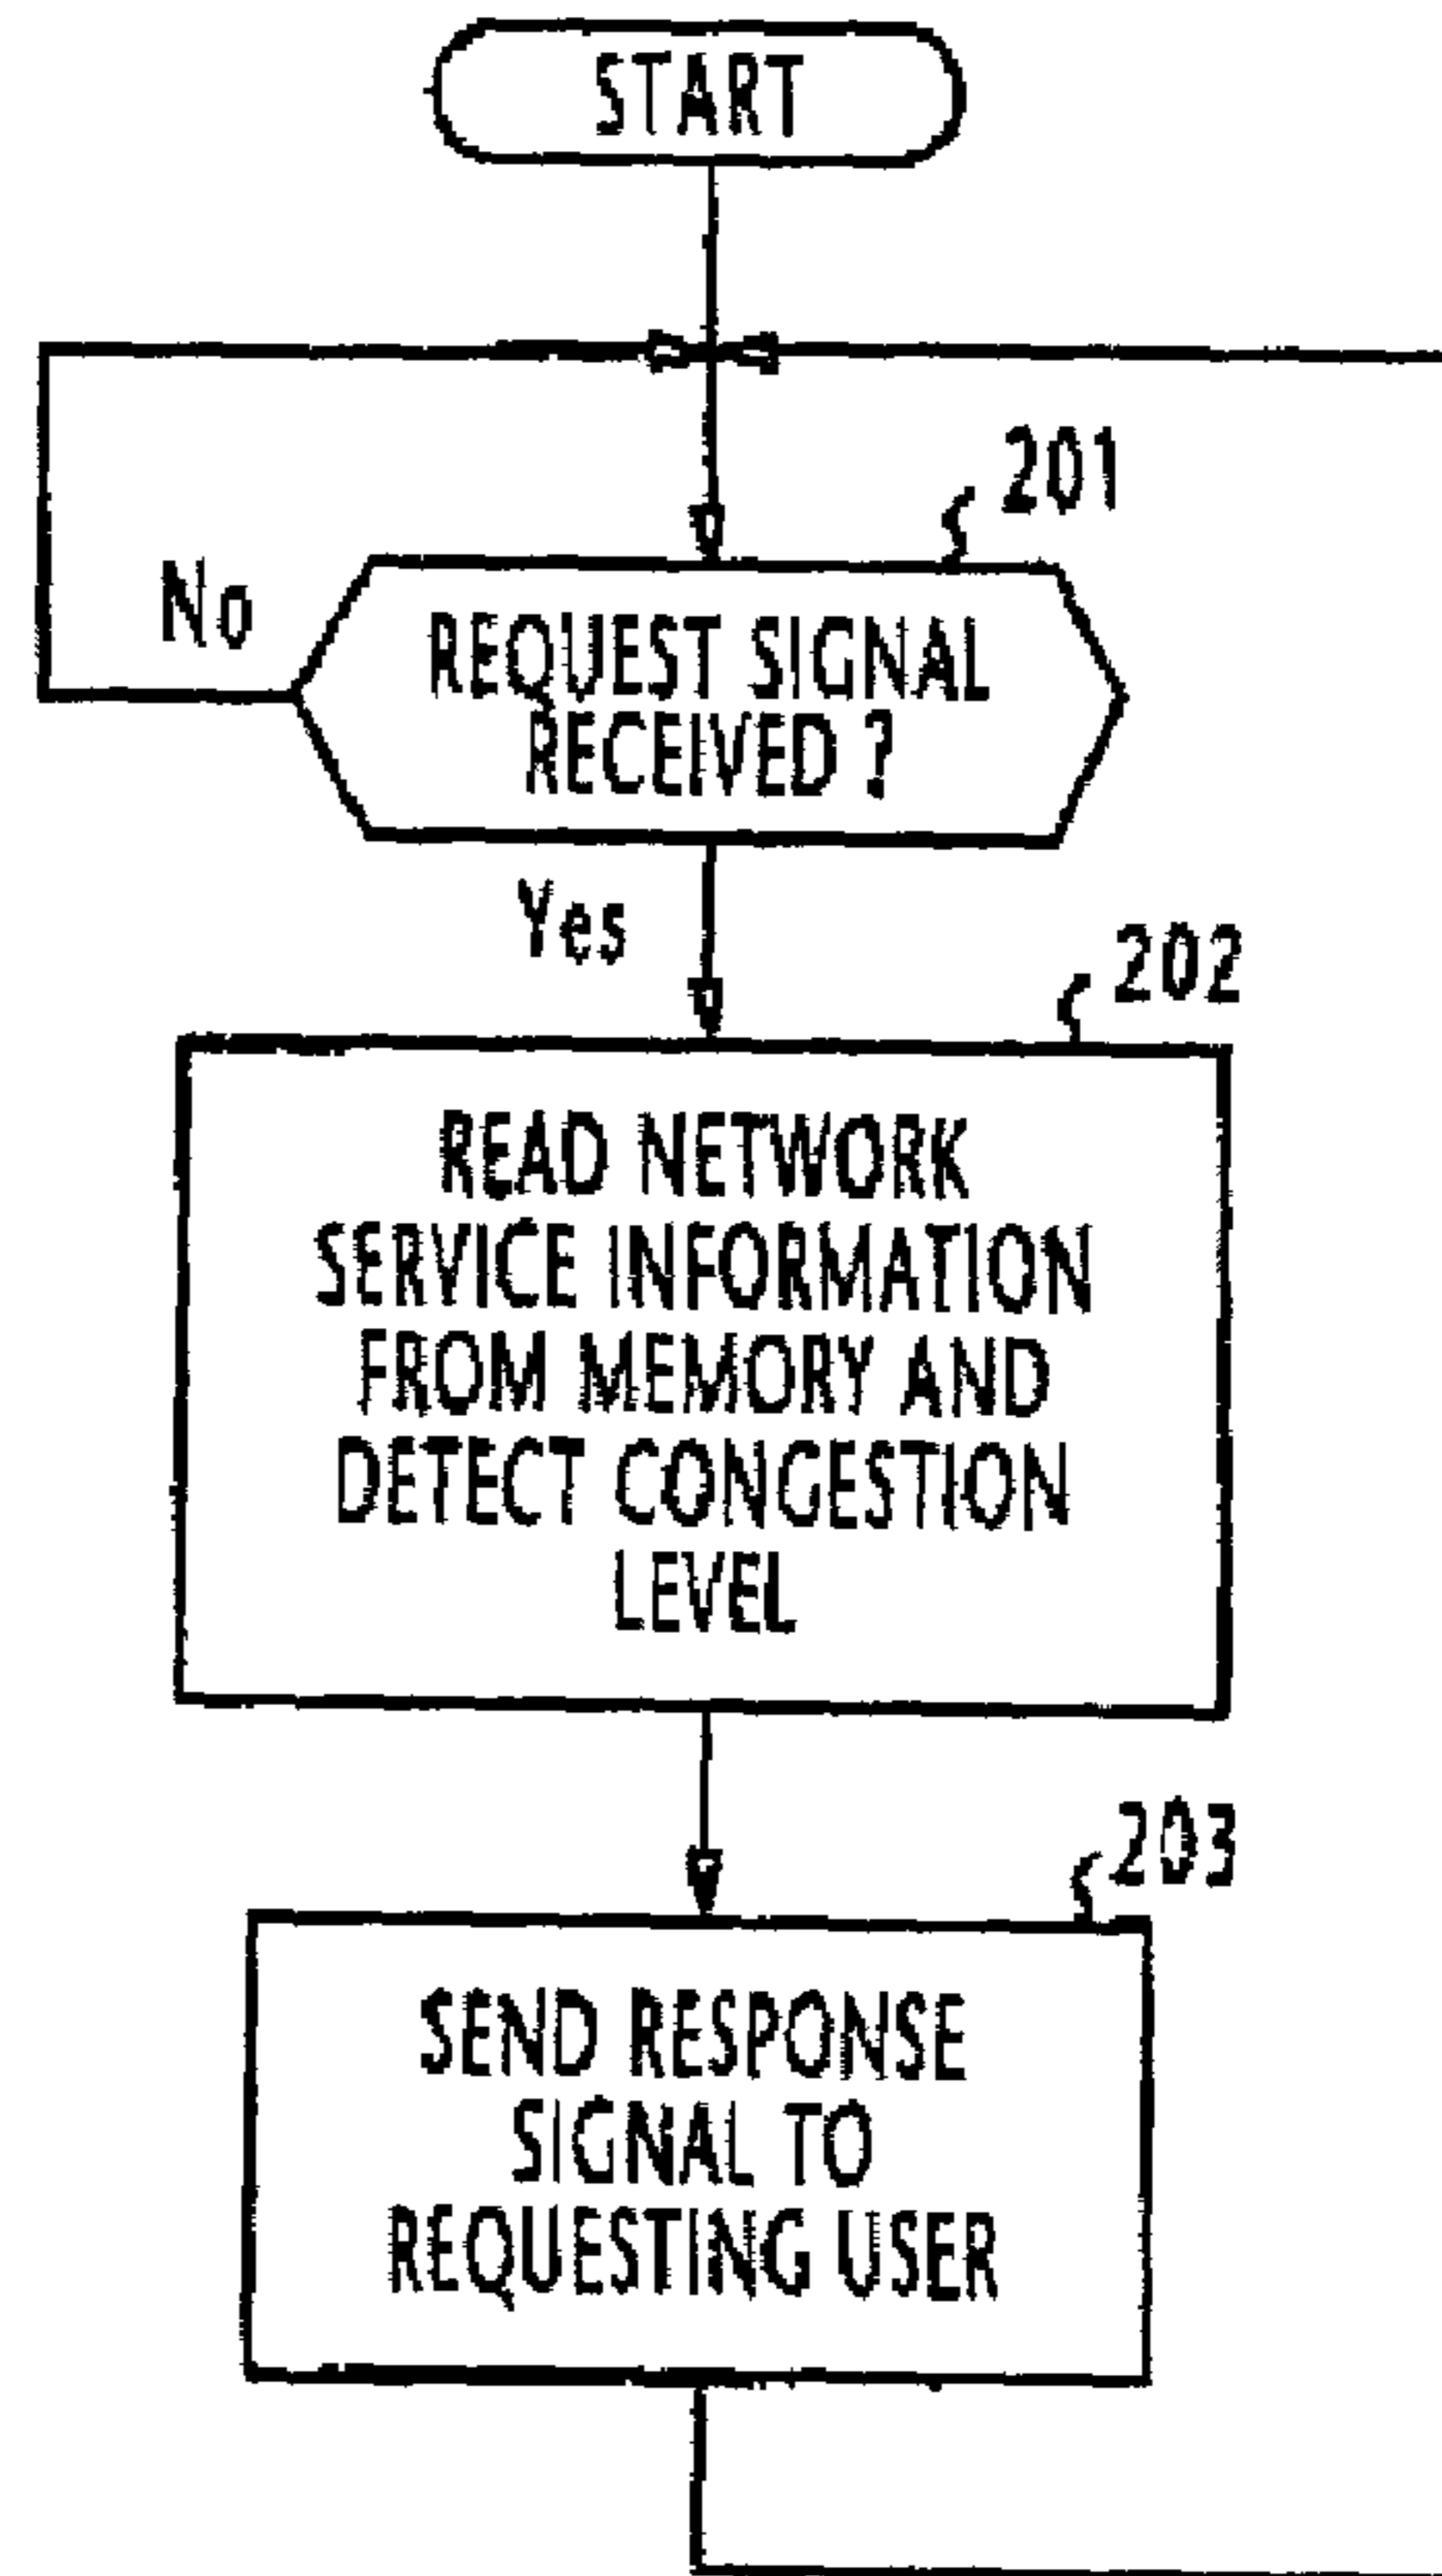 START
201
No
REQUEST SIGNAL
RECEIVED ?
Yes
202
READ NETWORK
SERVICE INFORMATION
FROM MEMORY AND
DETECT CONGESTION
LEVEL
203
SEND RESPONSE
SIGNAL TO
REQUESTING USER